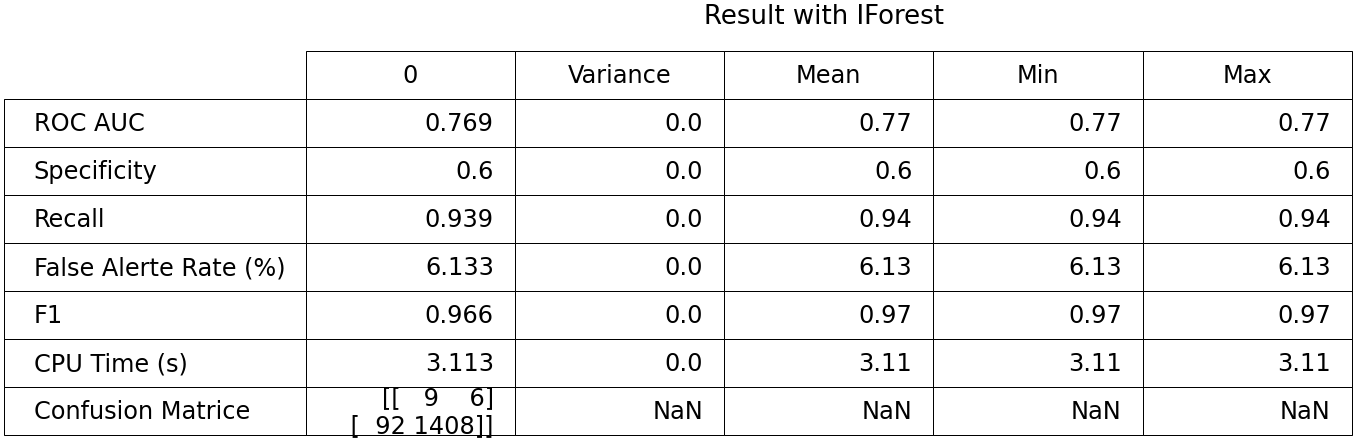 Result with IForest
0 Variance Mean Min Max
ROC AUC 0.769 0.0 0.77 0.77 0.77
Specificity 0.6 0.0 0.6 0.6 0.6
Recall 0.939 0.0 0.94 0.94 0.94
False Alerte Rate (%) 6.133 0.0 6.13 6.13 6.13
F1 0.966 0.0 0.97 0.97 0.97
CPU Time (s) 3.113 0.0 3.11 3.11 3.11
Confusion Matrice [[ 9 6] NaN NaN NaN NaN
[ 92 1408]]